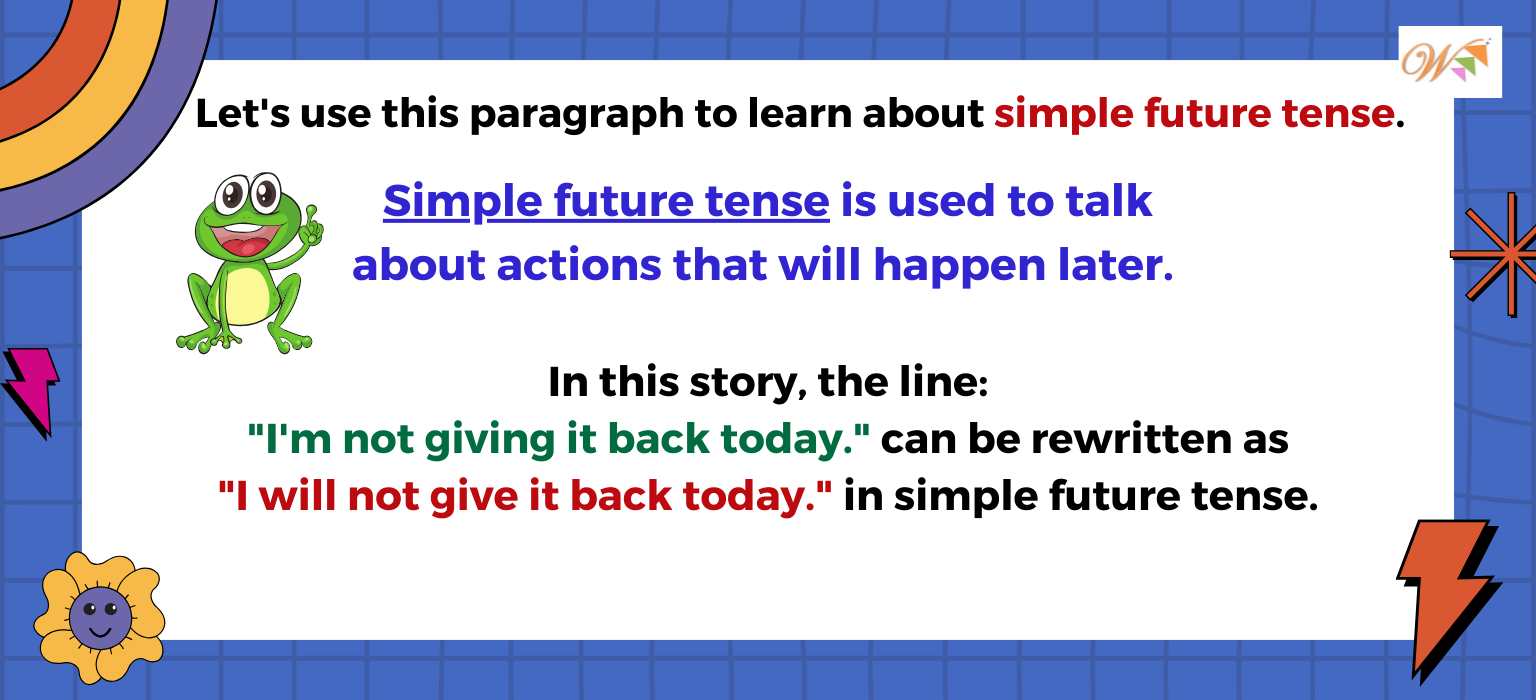 W
Let's use this paragraph to learn about simple future tense.
Simple future tense is used to talk
about actions that will happen later.
In this story, the line:
"I'm not giving it back today." can be rewritten as
"I will not give it back today." in simple future tense.